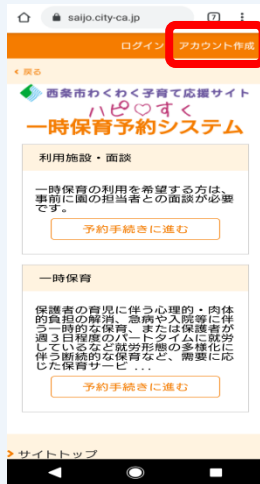 saijo.city-ca.jp
7
ログイン アカウント作成
< 戻る
西条市わくわく子育て応援サイト
ハピ♡すく
一時保育予約システム
利用施設・面談
一時保育の利用を希望する方は、
事前に園の担当者との面談が必要
です。
予約手続きに進む
一時保育
保護者の育児に伴う心理的・肉体
的負担の解消、急病や入院等に伴
う一時的な保育、または保護者が
週３日程度のパートタイムに就労
しているなど就労形態の多様化に
伴う断続的な保育など、需要に応
じた保育サービ ...
予約手続きに進む
> サイトトップ